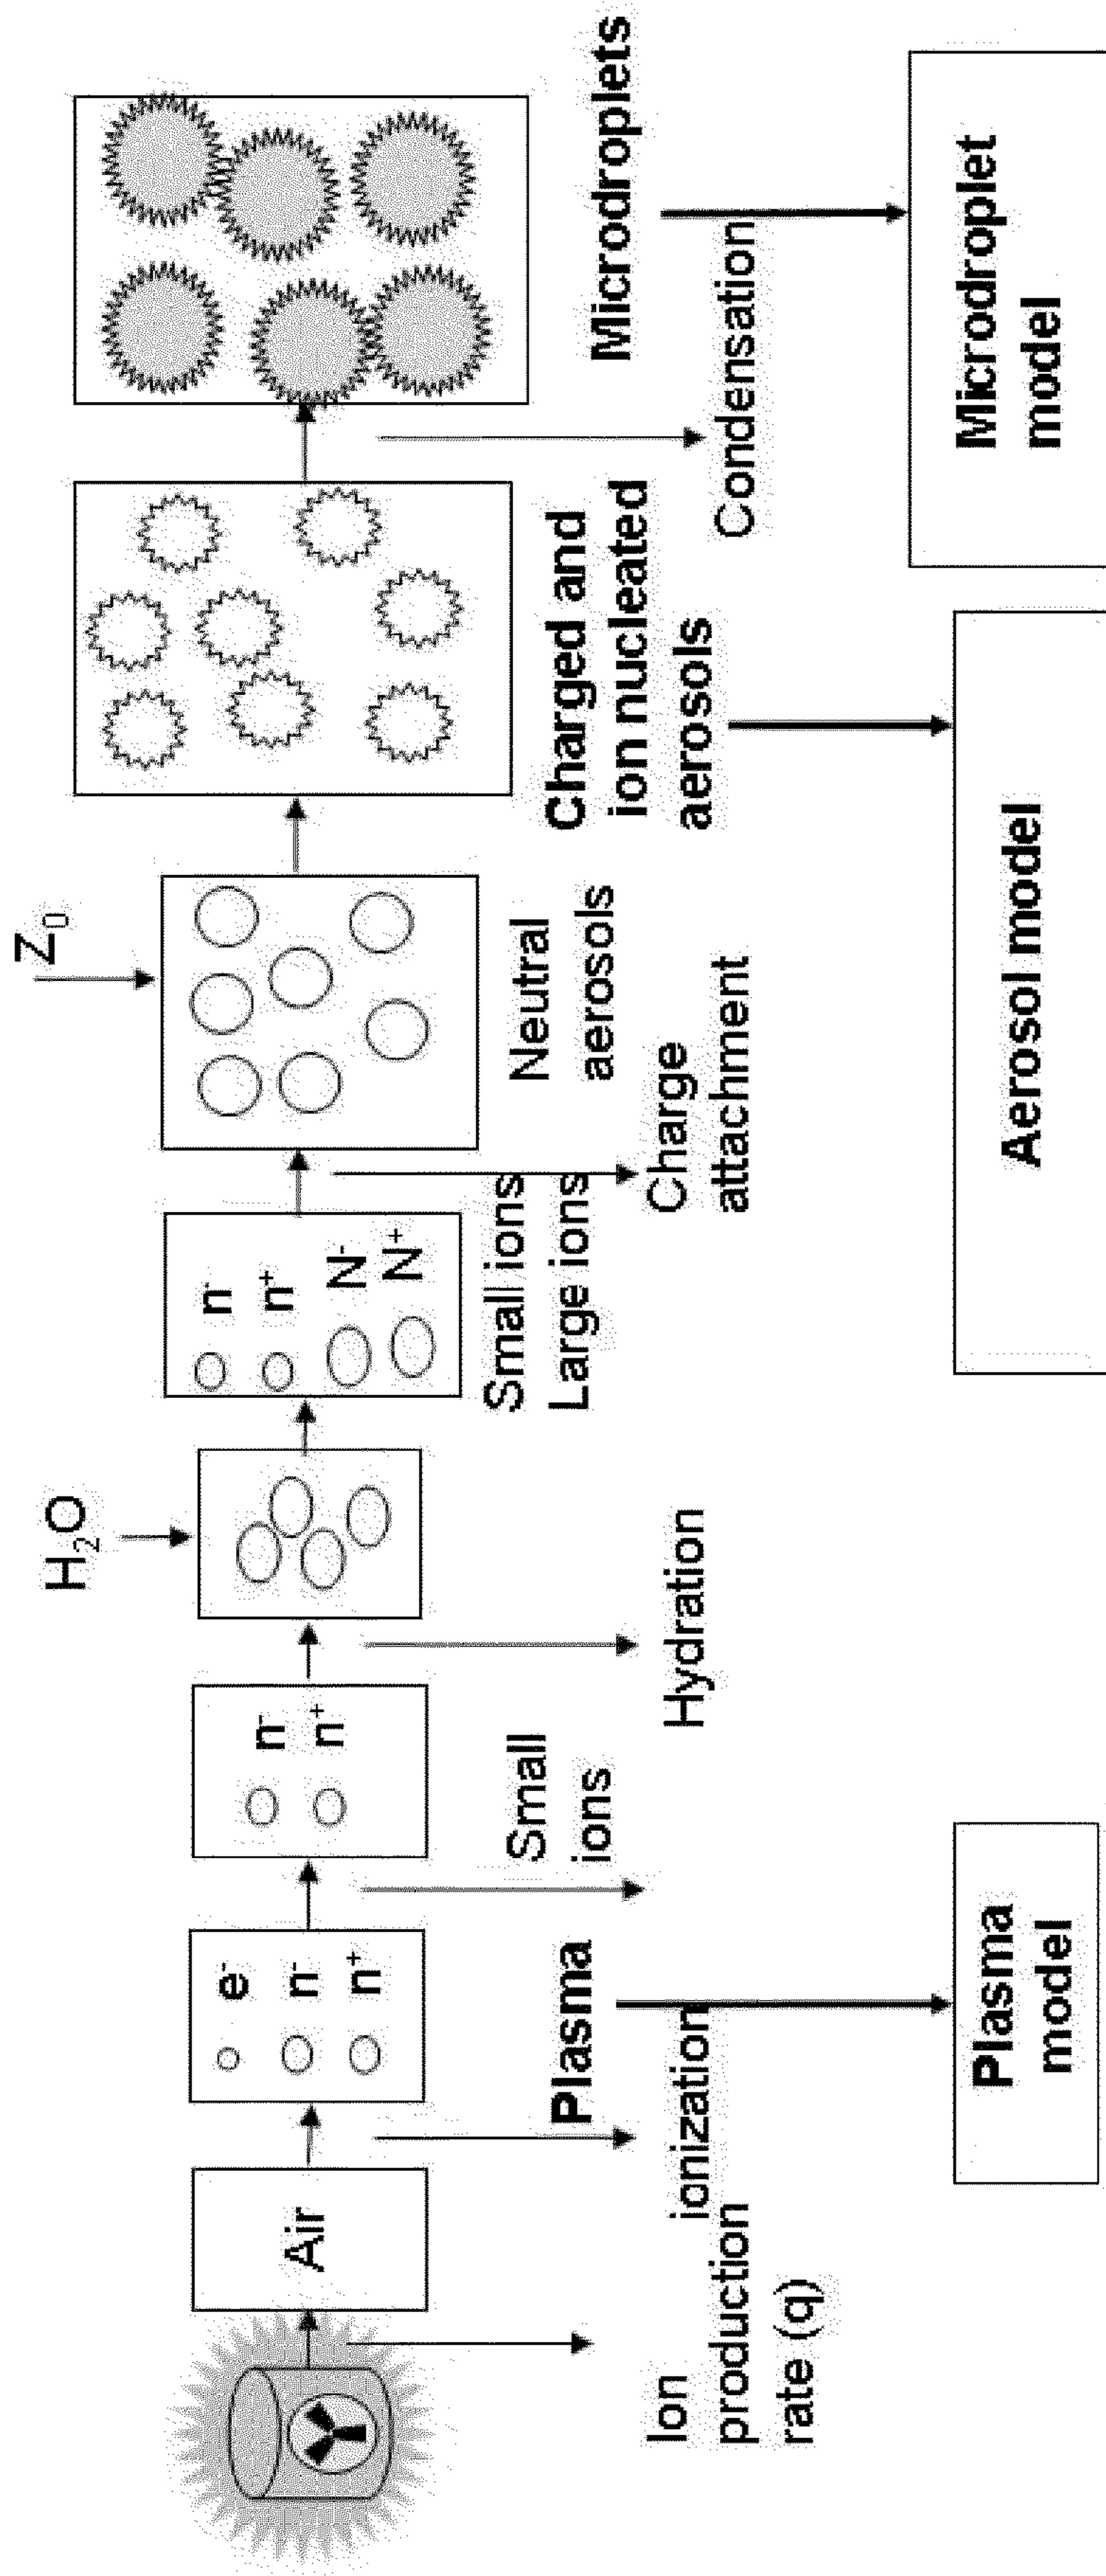 H2O
Z0
Air
e-
n-
n+
n-
n+
n-
n+
N-
N+
Plasma
Small
ions
Small ions
Large ions
Neutral
aerosols
Charged and
ion nucleated
aerosols
Microdroplets
Ion
production
rate (q)
ionization
Hydration
Charge
attachment
Condensation
Plasma
model
Aerosol model
Microdroplet
model